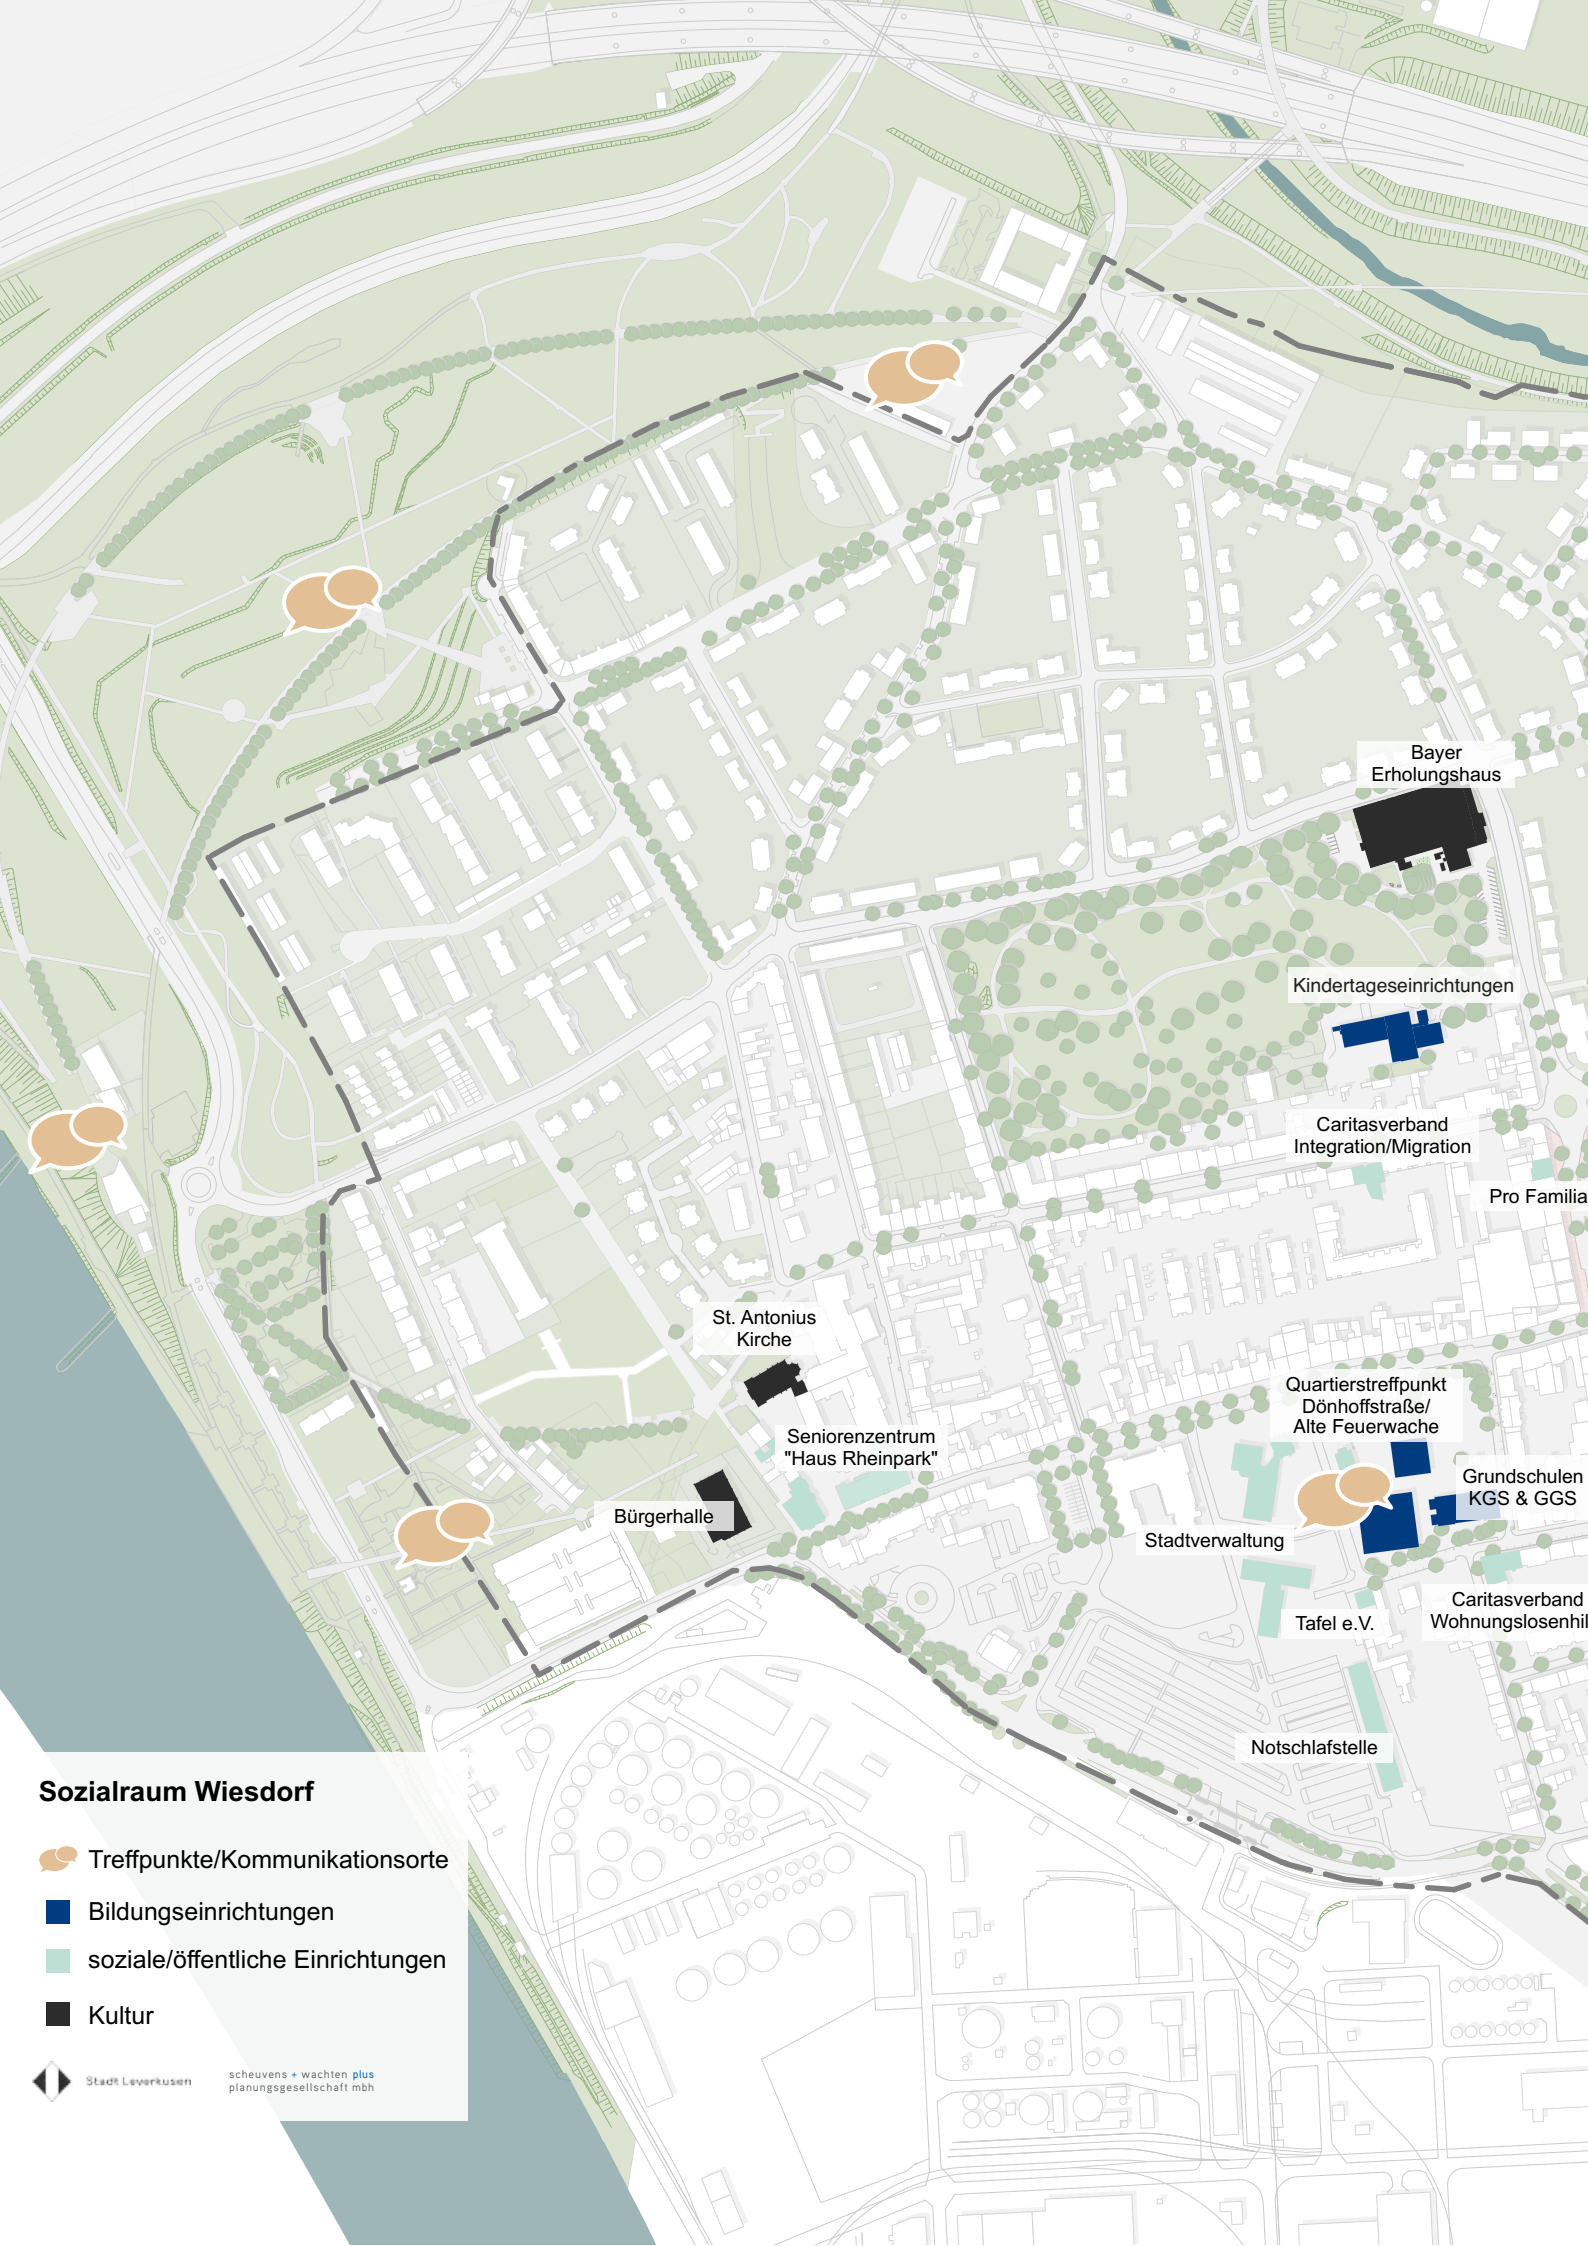 Bayer
Erholungshaus
Kindertageseinrichtungen
Caritasverband
Integration/Migration
Pro Familia
St. Antonius
Kirche
Quartierstreffpunkt
Dönhoffstraße/
Alte Feuerwache
Seniorenzentrum
"Haus Rheinpark"
Grundschulen
KGS & GGS
Bürgerhalle
Stadtverwaltung
Caritasverband
Wohnungslosenhil
Tafel e.V.
Notschlafstelle
Sozialraum Wiesdorf
Treffpunkte/Kommunikationsorte
Bildungseinrichtungen
soziale/öffentliche Einrichtungen
Kultur
Stadt Leverkusen
scheuvens + wachten plus
planungsgesellschaft mbh